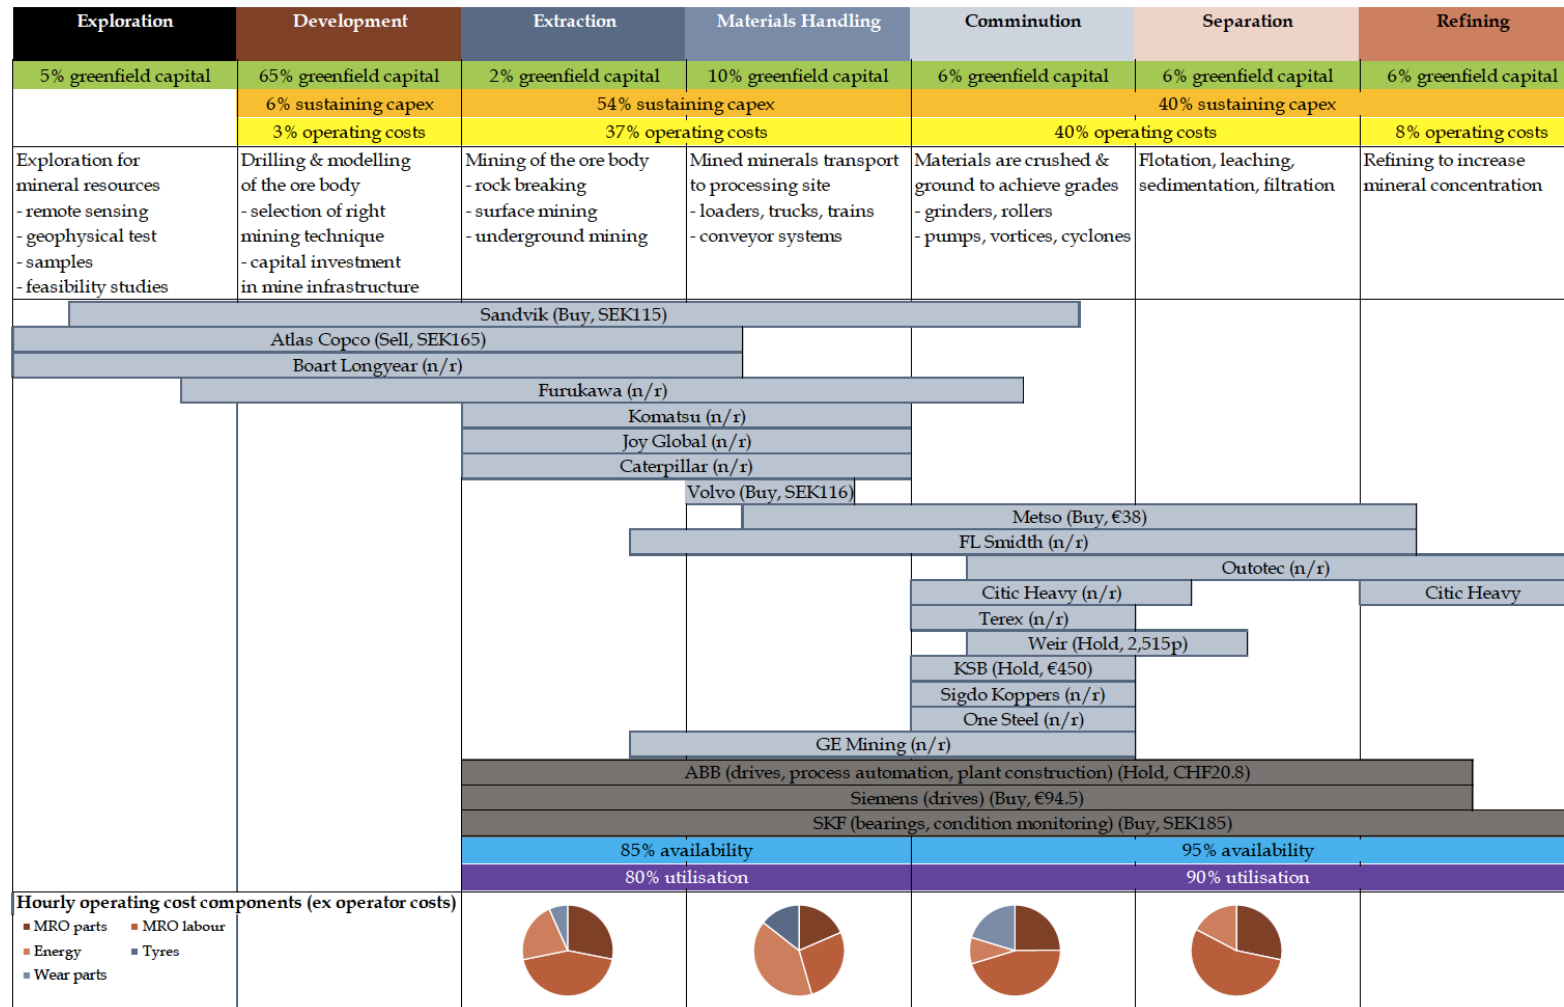 Exploration
Development
Extraction
Materials Handling
Comminution
Separation
Refining
5% greenfield capital
65% greenfield capital
2% greenfield capital
10% greenfield capital
6% greenfield capital
6% greenfield capital
6% greenfield capital
6% sustaining capex
54% sustaining capex
40% sustaining capex
3% operating costs
37% operating costs
40% operating costs
8% operating costs
Exploration for
mineral resources
- remote sensing
- geophysical test
- samples
- feasibility studies
Drilling & modelling
of the ore body
- selection of right
mining technique
- capital investment
in mine infrastructure
Mining of the ore body
- rock breaking
- surface mining
- underground mining
Mined minerals transport
to processing site
- loaders, trucks, trains
- conveyor systems
Materials are crushed &
ground to achieve grades
- grinders, rollers
- pumps, vortices, cyclones
Flotation, leaching,
sedimentation, filtration
Refining to increase
mineral concentration
Sandvik (Buy, SEK115)
Atlas Copco (Sell, SEK165)
Boart Longyear (n/r)
Furukawa (n/r)
Komatsu (n/r)
Joy Global (n/r)
Caterpillar (n/r)
Volvo (Buy, SEK116)
Metso (Buy, €38)
FL Smidth (n/r)
Outotec (n/r)
Citic Heavy (n/r)
Citic Heavy
Terex (n/r)
Weir (Hold, 2,515p)
KSB (Hold, €450)
Sigdo Koppers (n/r)
One Steel (n/r)
GE Mining (n/r)
ABB (drives, process automation, plant construction) (Hold, CHF20.8)
Siemens (drives) (Buy, €94.5)
SKF (bearings, condition monitoring) (Buy, SEK185)
85% availability
95% availability
80% utilisation
90% utilisation
Hourly operating cost components (ex operator costs)
MRO parts
MRO labour
Energy
Tyres
Wear parts